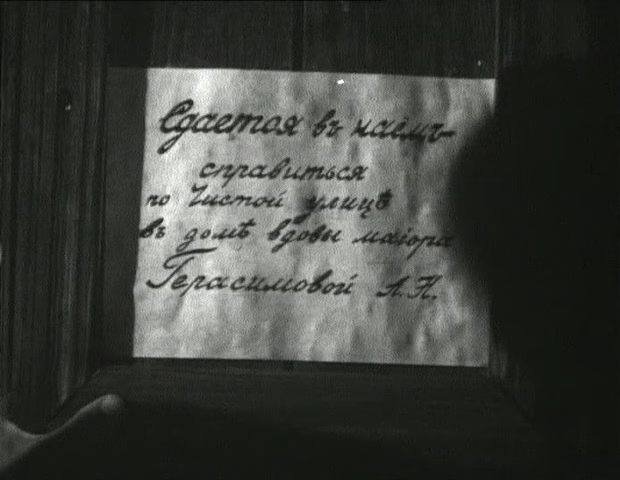 Сдается въ наемъ
справиться
по Чистой улицѣ
въ домѣ вдовы маіора
Герасимовой А.Н.